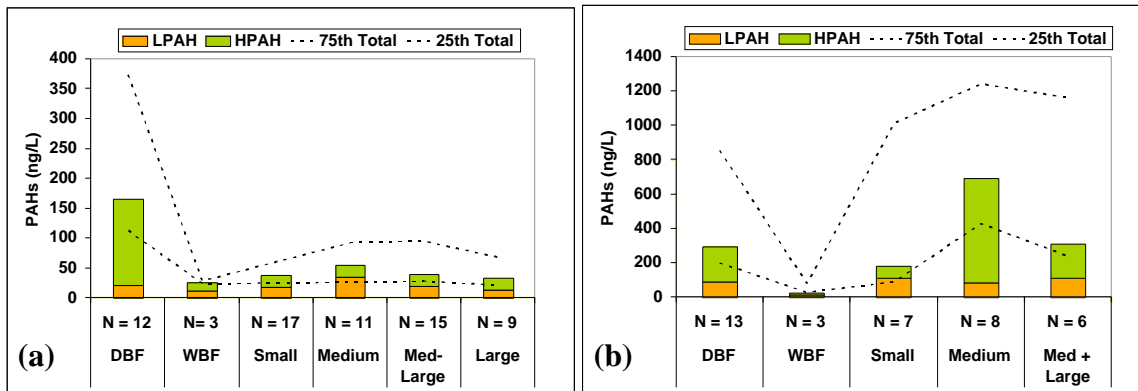 LPAH HPAH 75th Total 25th Total
PAHs (ng/L)
400
350
300
250
200
150
100
50
0
N = 12 N= 3 N = 17 N = 11 N = 15 N = 9
DBF WBF Small Medium Med- Large
Large
(a)
LPAH HPAH 75th Total 25th Total
PAHs (ng/L)
1400
1200
1000
800
600
400
200
0
N = 13 N = 3 N = 7 N = 8 N = 6
DBF WBF Small Medium Med +
Large
(b)